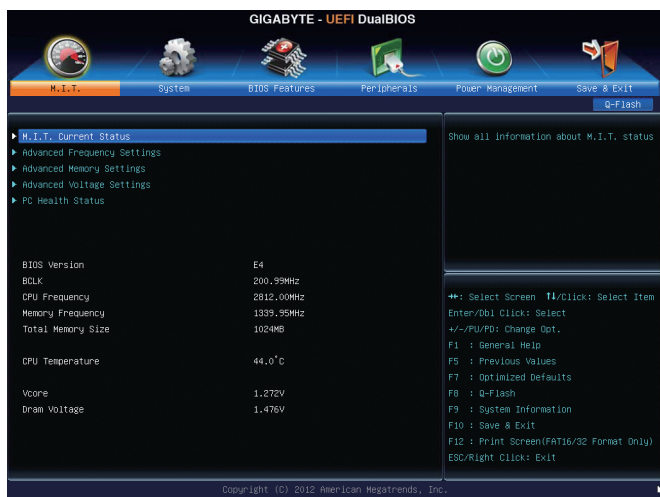 GIGABYTE - UEFI DualBIOS
M.I.T.
System
BIOS Features
Peripherals
Power Management
Save & Exit
Q-Flash
M.I.T. Current Status
Advanced Frequency Settings
Advanced Memory Settings
Advanced Voltage Settings
PC Health Status
BIOS Version E4
BCLK 200.99MHz
CPU Frequency 2812.00MHz
Memory Frequency 1339.95MHz
Total Memory Size 1024MB
CPU Temperature 44.0°C
Vcore 1.272V
Dram Voltage 1.476V
Show all information about M.I.T. status
→←: Select Screen ↑↓/Click: Select Item
Enter/Dbl Click: Select
+/-/PU/PD: Change Opt.
F1 : General Help
F5 : Previous Values
F7 : Optimized Defaults
F8 : Q-Flash
F9 : System Information
F10 : Save & Exit
F12 : Print Screen(FAT16/32 Format Only)
ESC/Right Click: Exit
Copyright (C) 2012 American Megatrends, Inc.